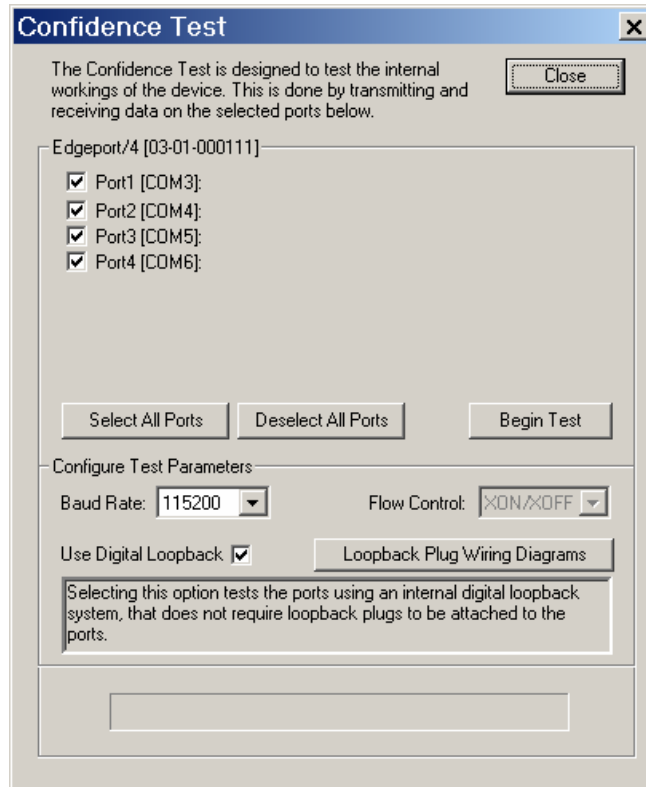 Confidence Test
The Confidence Test is designed to test the internal
workings of the device. This is done by transmitting and
receiving data on the selected ports below.
Close
Edgeport/4 [03-01-000111]
Port1 [COM3]:
Port2 [COM4]:
Port3 [COM5]:
Port4 [COM6]:
Select All Ports Deselect All Ports Begin Test
Configure Test Parameters
Baud Rate: 115200 Flow Control: XON/XOFF
Use Digital Loopback Loopback Plug Wiring Diagrams
Selecting this option tests the ports using an internal digital loopback
system, that does not require loopback plugs to be attached to the
ports.